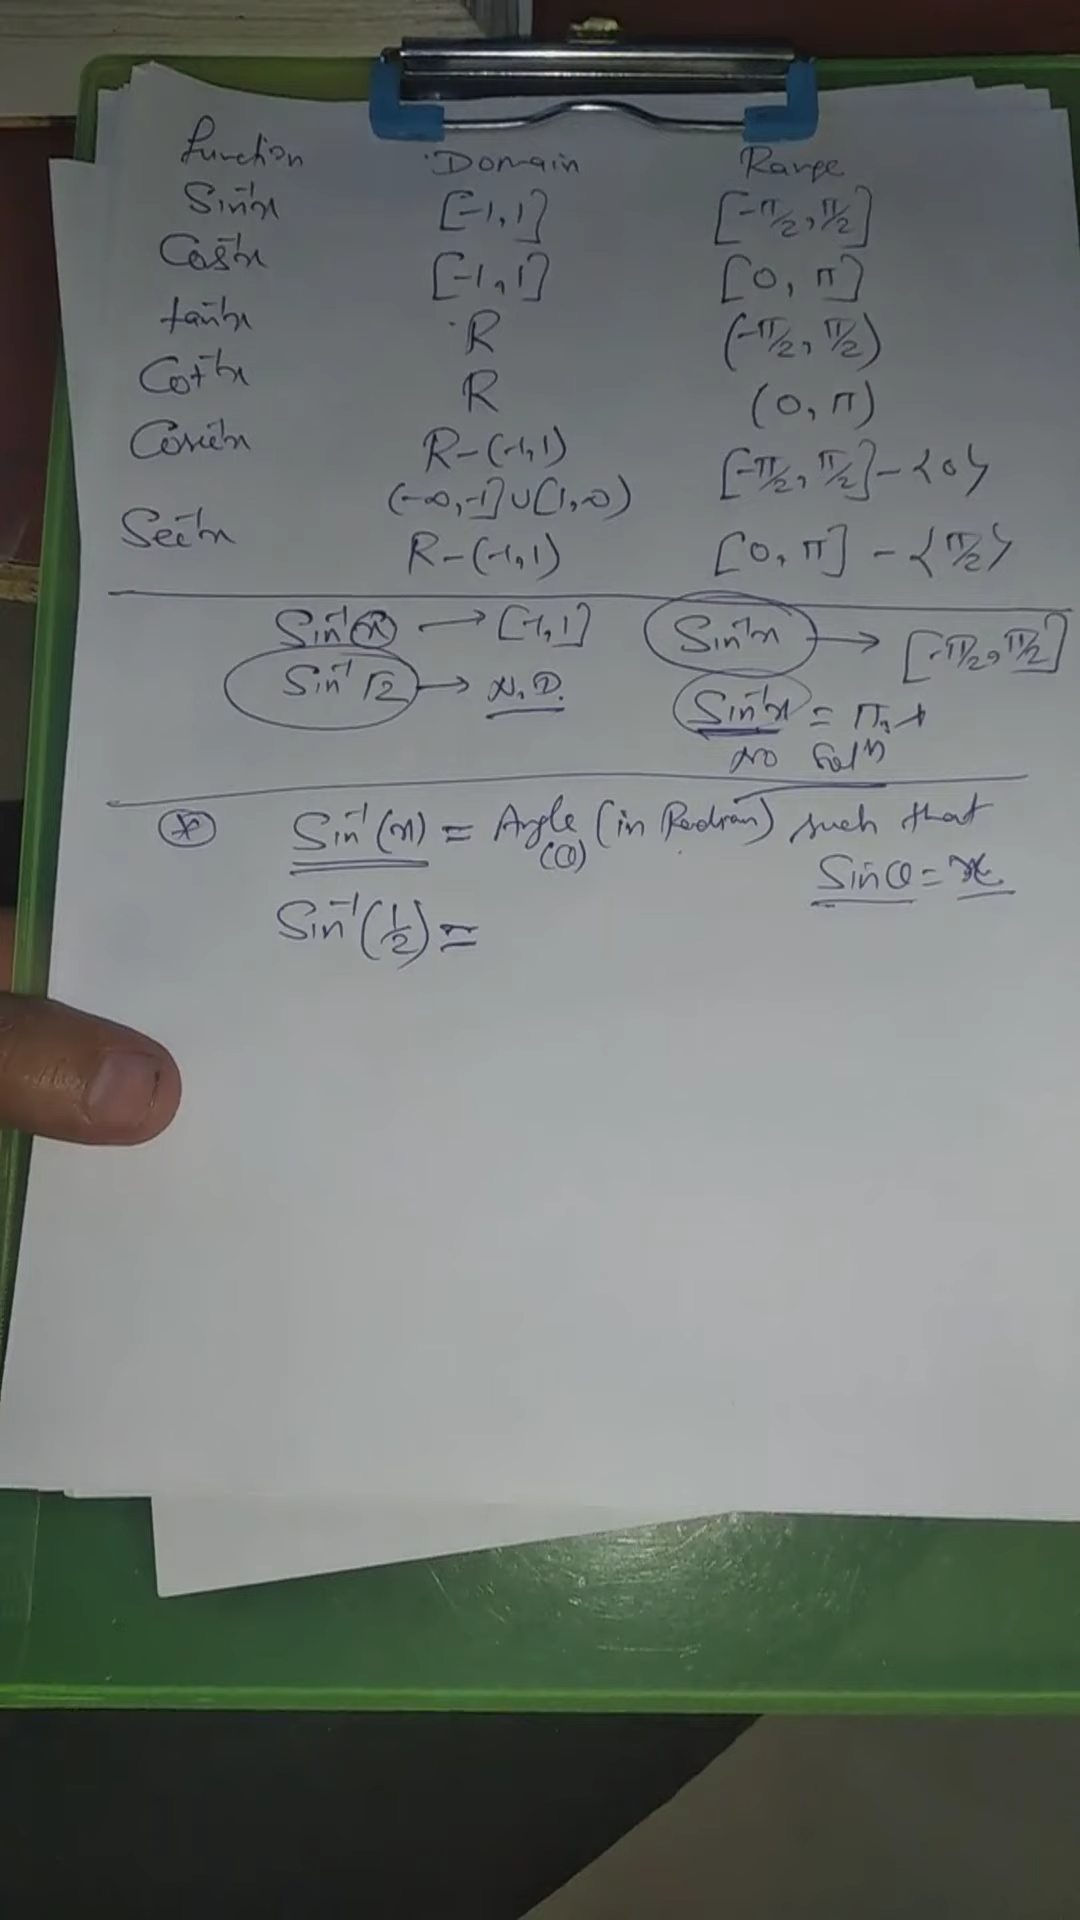 Function Domain Range
Sin⁻¹x [-1,1] [-π/2, π/2]
Cos⁻¹x [-1,1] [0, π]
tan⁻¹x R (-π/2, π/2)
Cot⁻¹x R (0, π)
Cosec⁻¹x R-(-1,1) [-π/2, π/2]-{0}
(-∞,-1]∪[1,∞)
Sec⁻¹x R-(-1,1) [0, π] - {π/2}
Sin⁻¹(x) → [-1,1] Sin⁻¹x → [-π/2, π/2]
Sin⁻¹√2 → N.D. Sin⁻¹x = π
No Solⁿ
Sin⁻¹(x) = Angle (in Radian) such that
(θ) Sinθ = x
Sin⁻¹(1/2) =